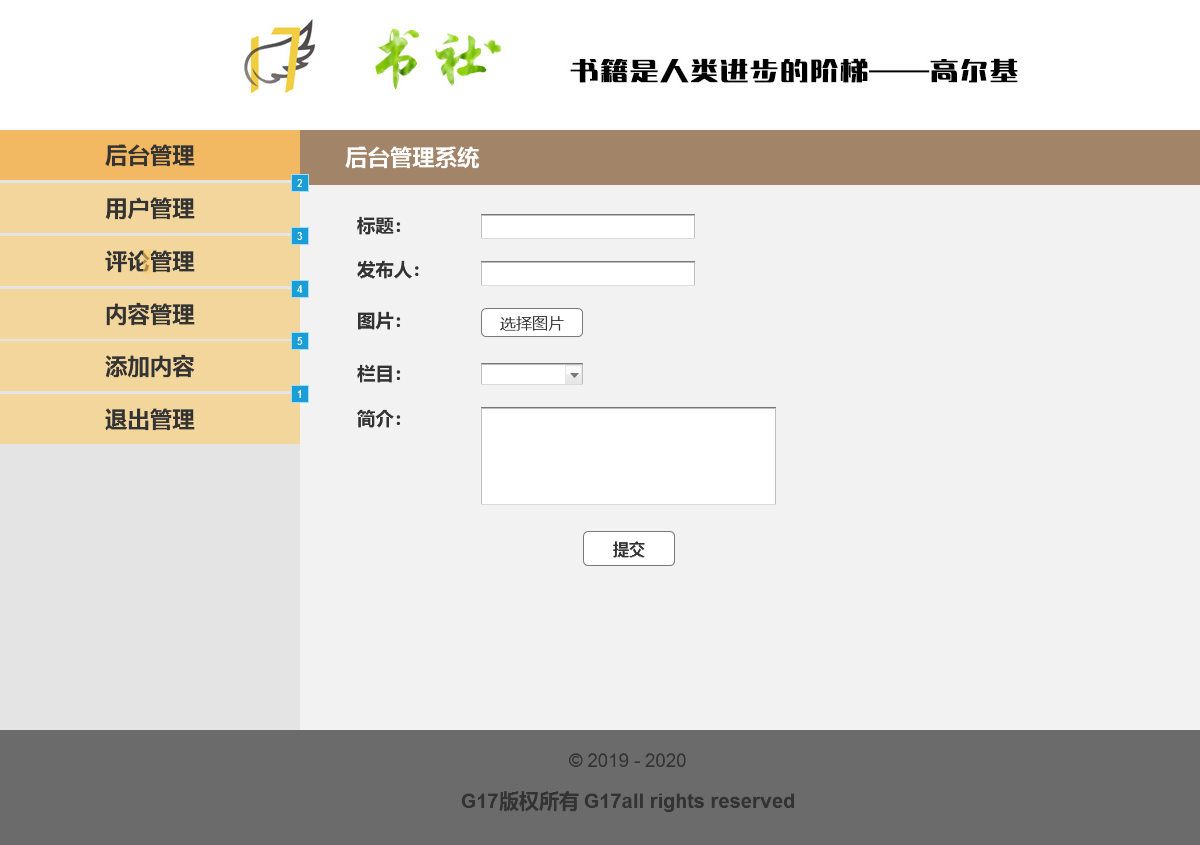 17 书社
书籍是人类进步的阶梯——高尔基
后台管理
2
用户管理
3
评论管理
4
内容管理
5
添加内容
1
退出管理
后台管理系统
标题：
发布人：
图片：
选择图片
栏目：
简介：
提交
© 2019 - 2020
G17版权所有 G17all rights reserved